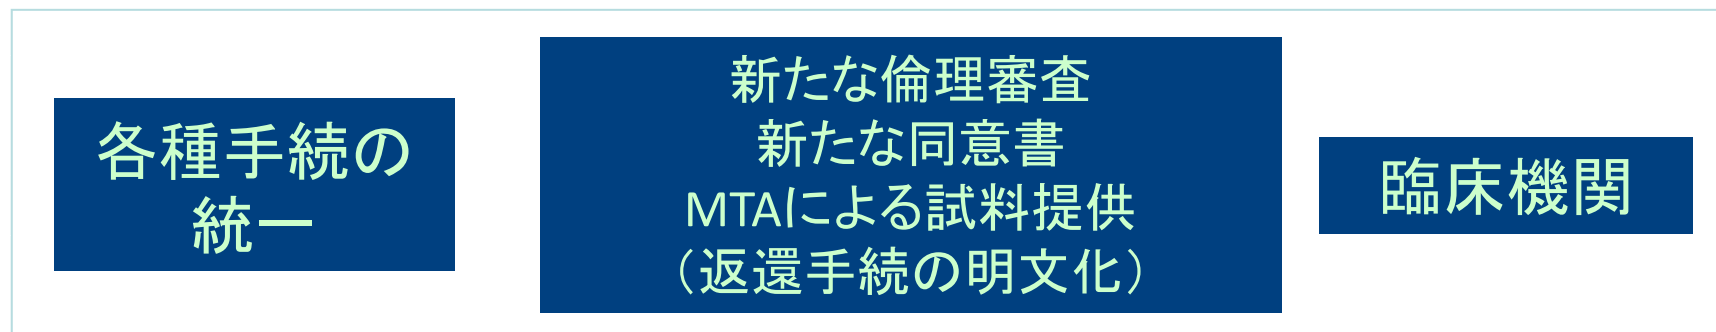 各種手続の
統一
新たな倫理審査
新たな同意書
MTAによる試料提供
（返還手続の明文化）
臨床機関